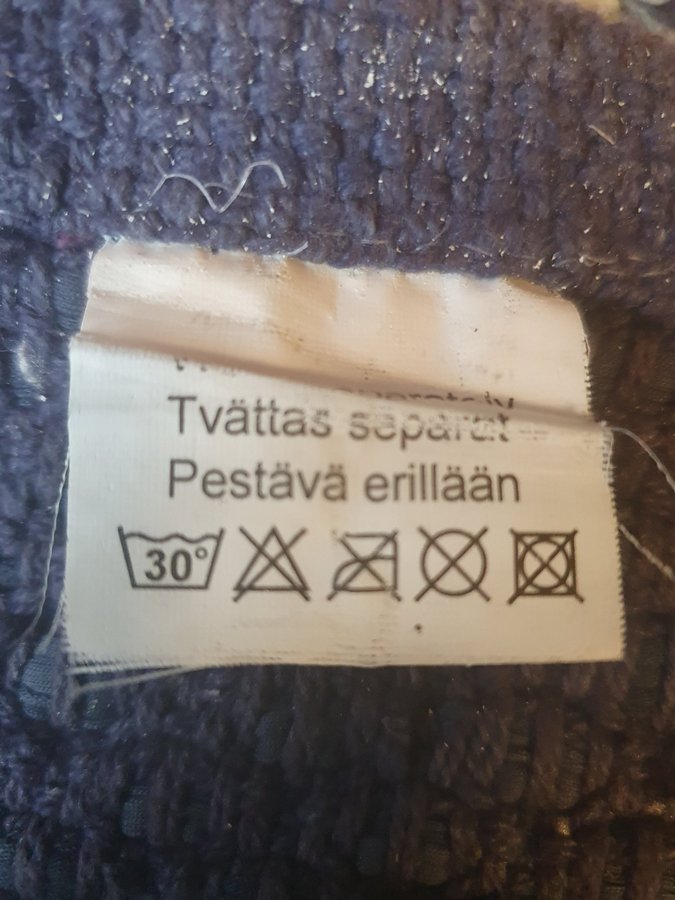 Tvättas separat
Pestävä erillään
30°